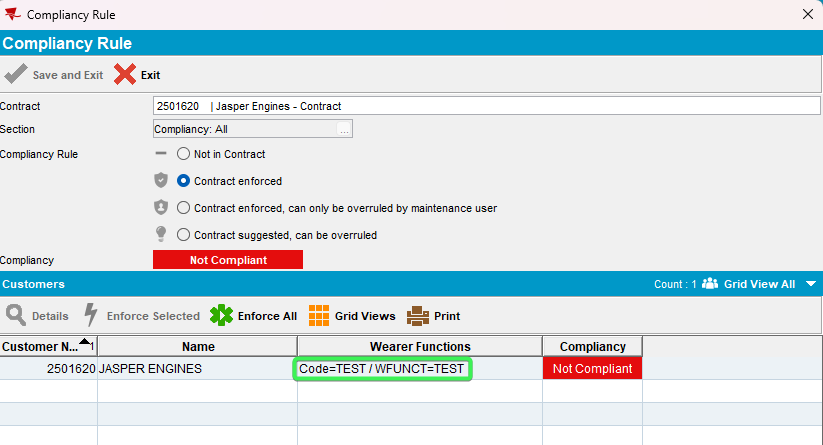 Compliancy Rule
Compliancy Rule
Save and Exit Exit
Contract 2501620 | Jasper Engines - Contract
Section Compliancy: All ...
Compliancy Rule Not in Contract
Contract enforced
Contract enforced, can only be overruled by maintenance user
Contract suggested, can be overruled
Compliancy Not Compliant
Customers Count : 1 Grid View All
Details Enforce Selected Enforce All Grid Views Print
Customer N... 1 Name Wearer Functions Compliancy
2501620 JASPER ENGINES Code=TEST / WFUNCT=TEST Not Compliant